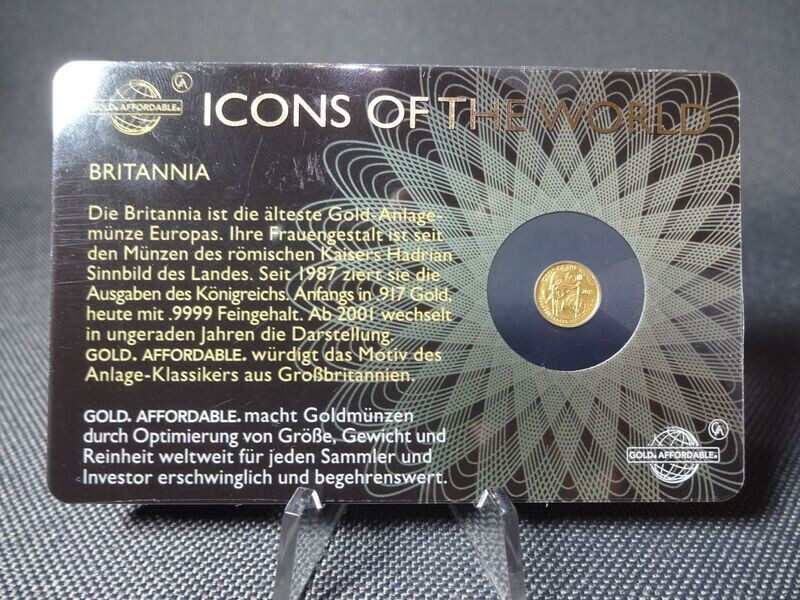 GOLD. AFFORDABLE.
GA
ICONS OF THE WORLD
BRITANNIA
Die Britannia ist die älteste Gold-Anlage-
münze Europas. Ihre Frauengestalt ist seit
den Münzen des römischen Kaisers Hadrian
Sinnbild des Landes. Seit 1987 ziert sie die
Ausgaben des Königreichs. Anfangs in .917 Gold,
heute mit .9999 Feingehalt. Ab 2001 wechselt
in ungeraden Jahren die Darstellung.
GOLD. AFFORDABLE. würdigt das Motiv des
Anlage-Klassikers aus Großbritannien.
GOLD. AFFORDABLE. macht Goldmünzen
durch Optimierung von Größe, Gewicht und
Reinheit weltweit für jeden Sammler und
Investor erschwinglich und begehrenswert.
GA
GOLD. AFFORDABLE.